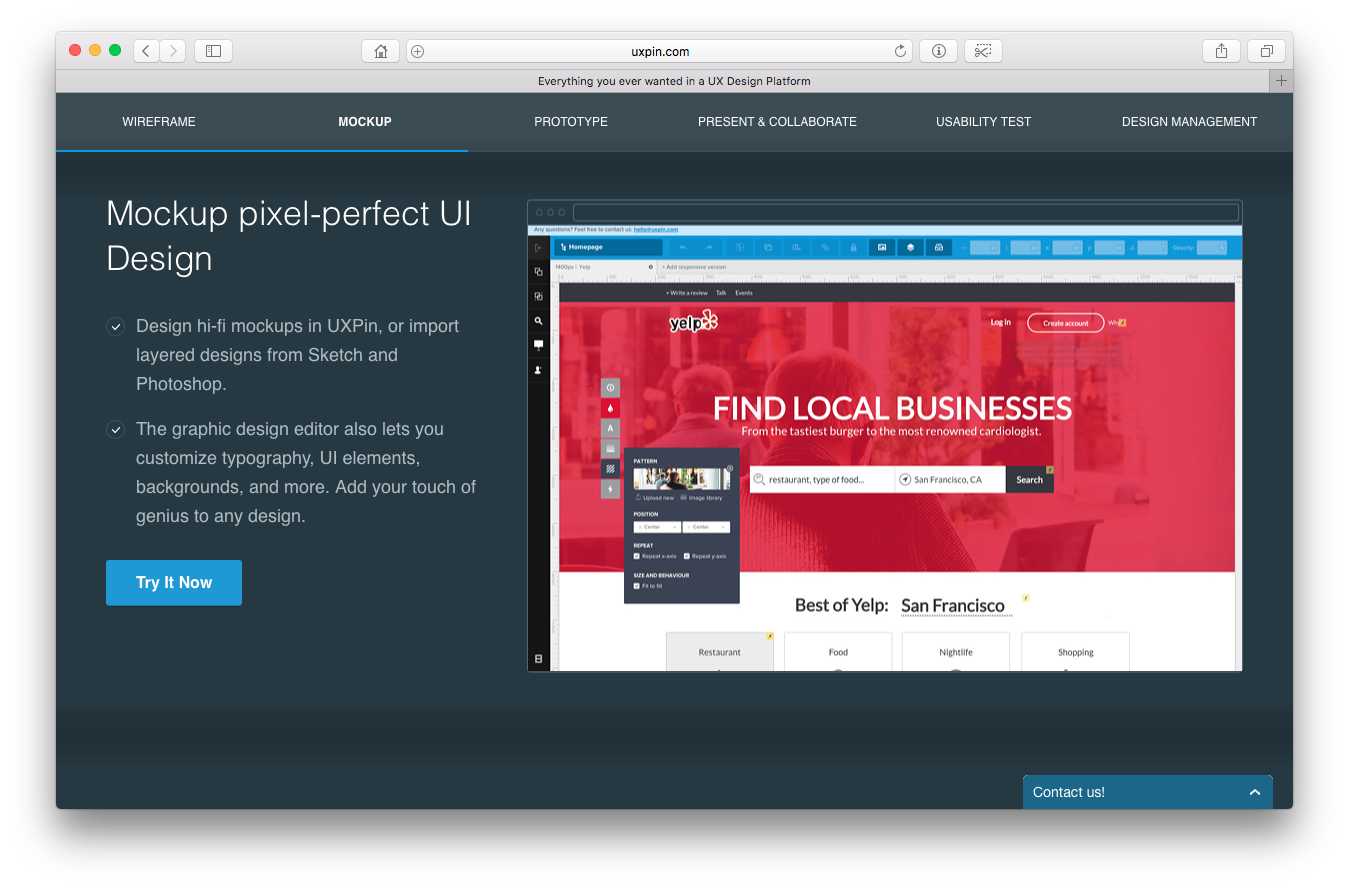 uxpin.com
Everything you ever wanted in a UX Design Platform
WIREFRAME
MOCKUP
PROTOTYPE
PRESENT & COLLABORATE
USABILITY TEST
DESIGN MANAGEMENT
Mockup pixel-perfect UI
Design
Design hi-fi mockups in UXPin, or import
layered designs from Sketch and
Photoshop.
The graphic design editor also lets you
customize typography, UI elements,
backgrounds, and more. Add your touch of
genius to any design.
Try It Now
Any questions? Feel free to contact us: hello@uxpin.com
Homepage
Opacity:
1400px | Yelp
+ Add responsive version
+ Write a review Talk Events
yelp
Log in
Create account
FIND LOCAL BUSINESSES
From the tastiest burger to the most renowned cardiologist.
restaurant, type of food...
San Francisco, CA
Search
A
PATTERN
Upload new Image library
POSITION
Center Center
REPEAT
Repeat x-axis Repeat y-axis
SIZE AND BEHAVIOUR
Fit to fill
Best of Yelp: San Francisco
Restaurant
Food
Nightlife
Shopping
Contact us!